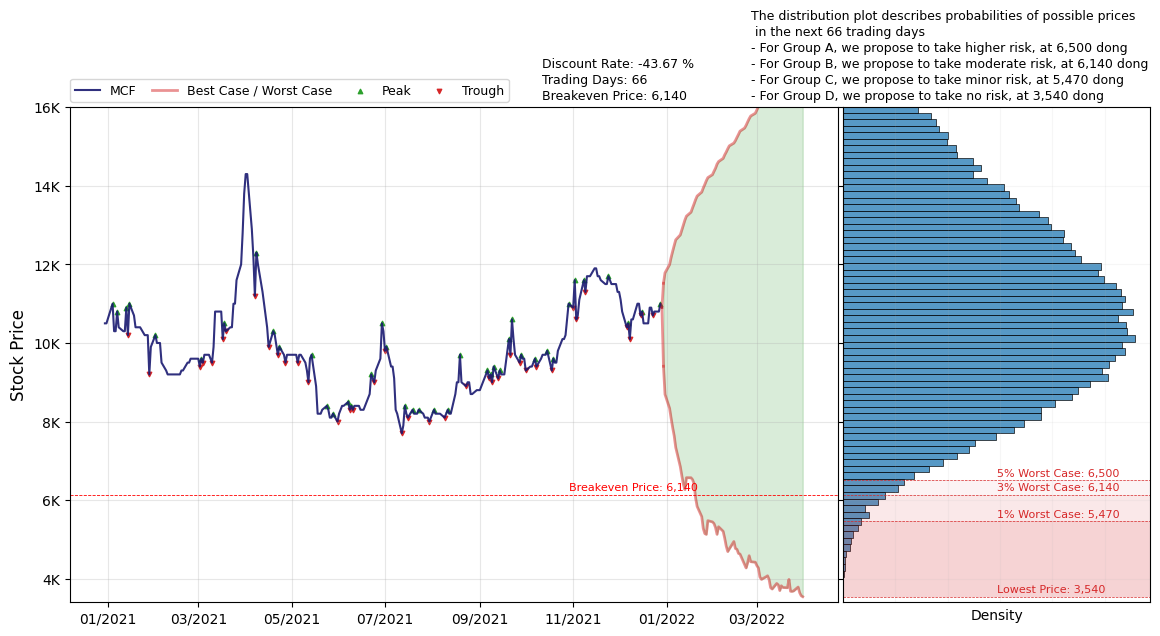 The distribution plot describes probabilities of possible prices
in the next 66 trading days
- For Group A, we propose to take higher risk, at 6,500 dong
- For Group B, we propose to take moderate risk, at 6,140 dong
- For Group C, we propose to take minor risk, at 5,470 dong
- For Group D, we propose to take no risk, at 3,540 dong
Discount Rate: -43.67 %
Trading Days: 66
Breakeven Price: 6,140
MCF Best Case / Worst Case Peak Trough
Stock Price
16K
14K
12K
10K
8K
6K
4K
Breakeven Price: 6,140
5% Worst Case: 6,500
3% Worst Case: 6,140
1% Worst Case: 5,470
Lowest Price: 3,540
01/2021 03/2021 05/2021 07/2021 09/2021 11/2021 01/2022 03/2022
Density